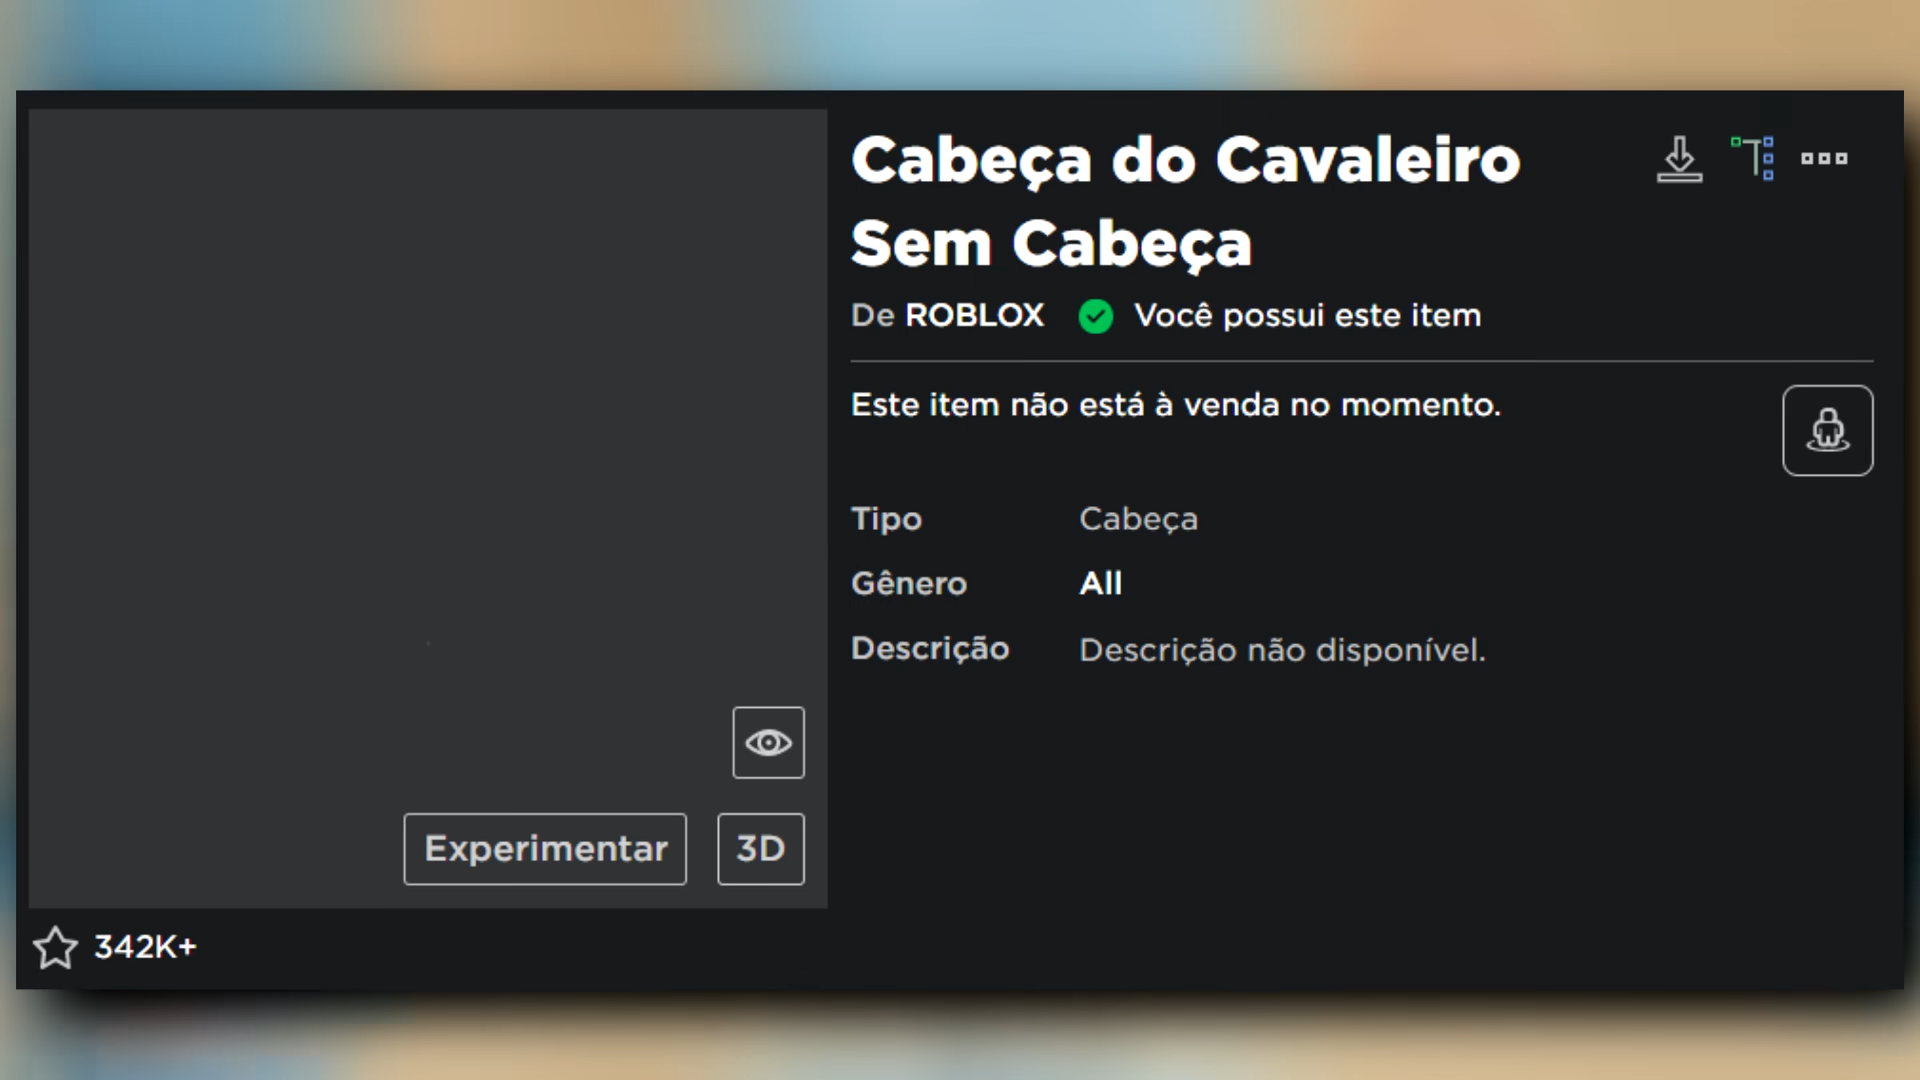 Cabeça do Cavaleiro
Sem Cabeça
De ROBLOX Você possui este item
Este item não está à venda no momento.
Tipo Cabeça
Gênero All
Descrição Descrição não disponível.
Experimentar 3D
342K+